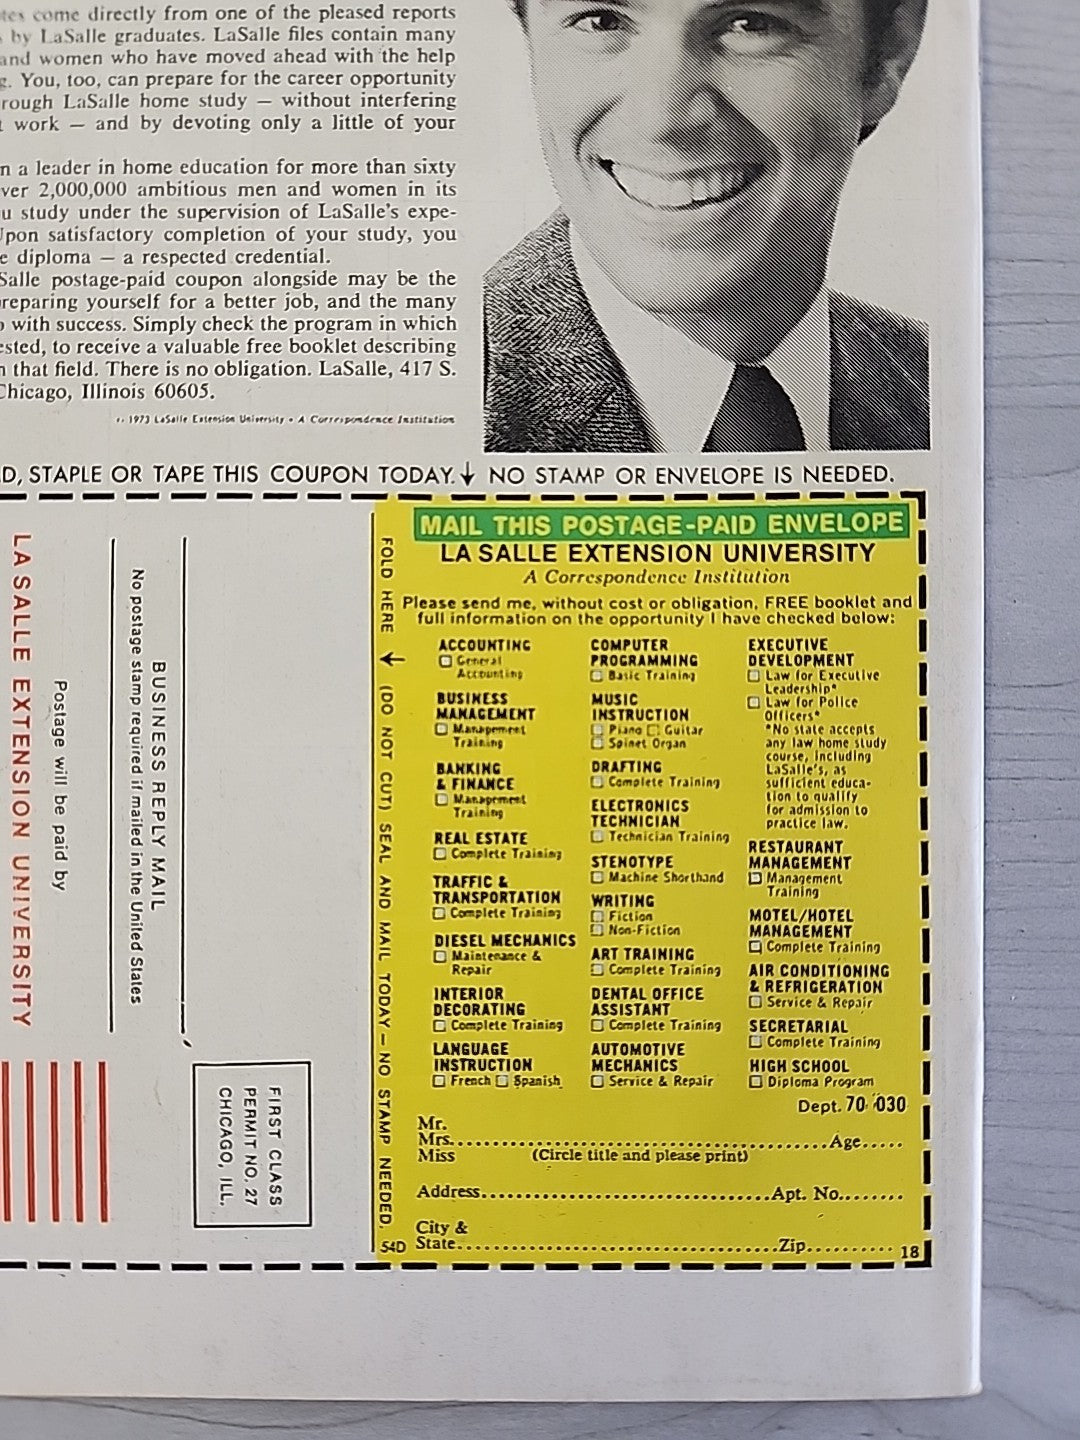 come directly from one of the pleased reports
by LaSalle graduates. LaSalle files contain many
and women who have moved ahead with the help
You, too, can prepare for the career opportunity
rough LaSalle home study — without interfering
work — and by devoting only a little of your
n a leader in home education for more than sixty
ver 2,000,000 ambitious men and women in its
u study under the supervision of LaSalle's expe-
Upon satisfactory completion of your study, you
e diploma — a respected credential.
Salle postage-paid coupon alongside may be the
reparing yourself for a better job, and the many
with success. Simply check the program in which
ested, to receive a valuable free booklet describing
n that field. There is no obligation. LaSalle, 417 S.
Chicago, Illinois 60605.
1973 LaSalle Extension University • A Correspondence Institution
D, STAPLE OR TAPE THIS COUPON TODAY. ↓ NO STAMP OR ENVELOPE IS NEEDED.
LA SALLE EXTENSION UNIVERSITY
Postage will be paid by
No postage stamp required if mailed in the United States
BUSINESS REPLY MAIL
FIRST CLASS
PERMIT NO. 27
CHICAGO, ILL.
FOLD HERE ← (DO NOT CUT) SEAL AND MAIL TODAY — NO STAMP NEEDED.
MAIL THIS POSTAGE-PAID ENVELOPE
LA SALLE EXTENSION UNIVERSITY
A Correspondence Institution
Please send me, without cost or obligation, FREE booklet and
full information on the opportunity I have checked below:
ACCOUNTING
□ General
Accounting
BUSINESS
MANAGEMENT
□ Management
Training
BANKING
& FINANCE
□ Management
Training
REAL ESTATE
□ Complete Training
TRAFFIC &
TRANSPORTATION
□ Complete Training
DIESEL MECHANICS
□ Maintenance &
Repair
INTERIOR
DECORATING
□ Complete Training
LANGUAGE
INSTRUCTION
□ French □ Spanish
COMPUTER
PROGRAMMING
□ Basic Training
MUSIC
INSTRUCTION
□ Piano □ Guitar
□ Spinet Organ
DRAFTING
□ Complete Training
ELECTRONICS
TECHNICIAN
□ Technician Training
STENOTYPE
□ Machine Shorthand
WRITING
□ Fiction
□ Non-Fiction
ART TRAINING
□ Complete Training
DENTAL OFFICE
ASSISTANT
□ Complete Training
AUTOMOTIVE
MECHANICS
□ Service & Repair
EXECUTIVE
DEVELOPMENT
□ Law for Executive
Leadership*
□ Law for Police
Officers*
*No state accepts
any law home study
course, including
LaSalle's, as
sufficient educa-
tion to qualify
for admission to
practice law.
RESTAURANT
MANAGEMENT
□ Management
Training
MOTEL/HOTEL
MANAGEMENT
□ Complete Training
AIR CONDITIONING
& REFRIGERATION
□ Service & Repair
SECRETARIAL
□ Complete Training
HIGH SCHOOL
□ Diploma Program
Dept. 70-030
Mr.
Mrs. Age
Miss (Circle title and please print)
Address Apt. No.
City &
54D State Zip 18